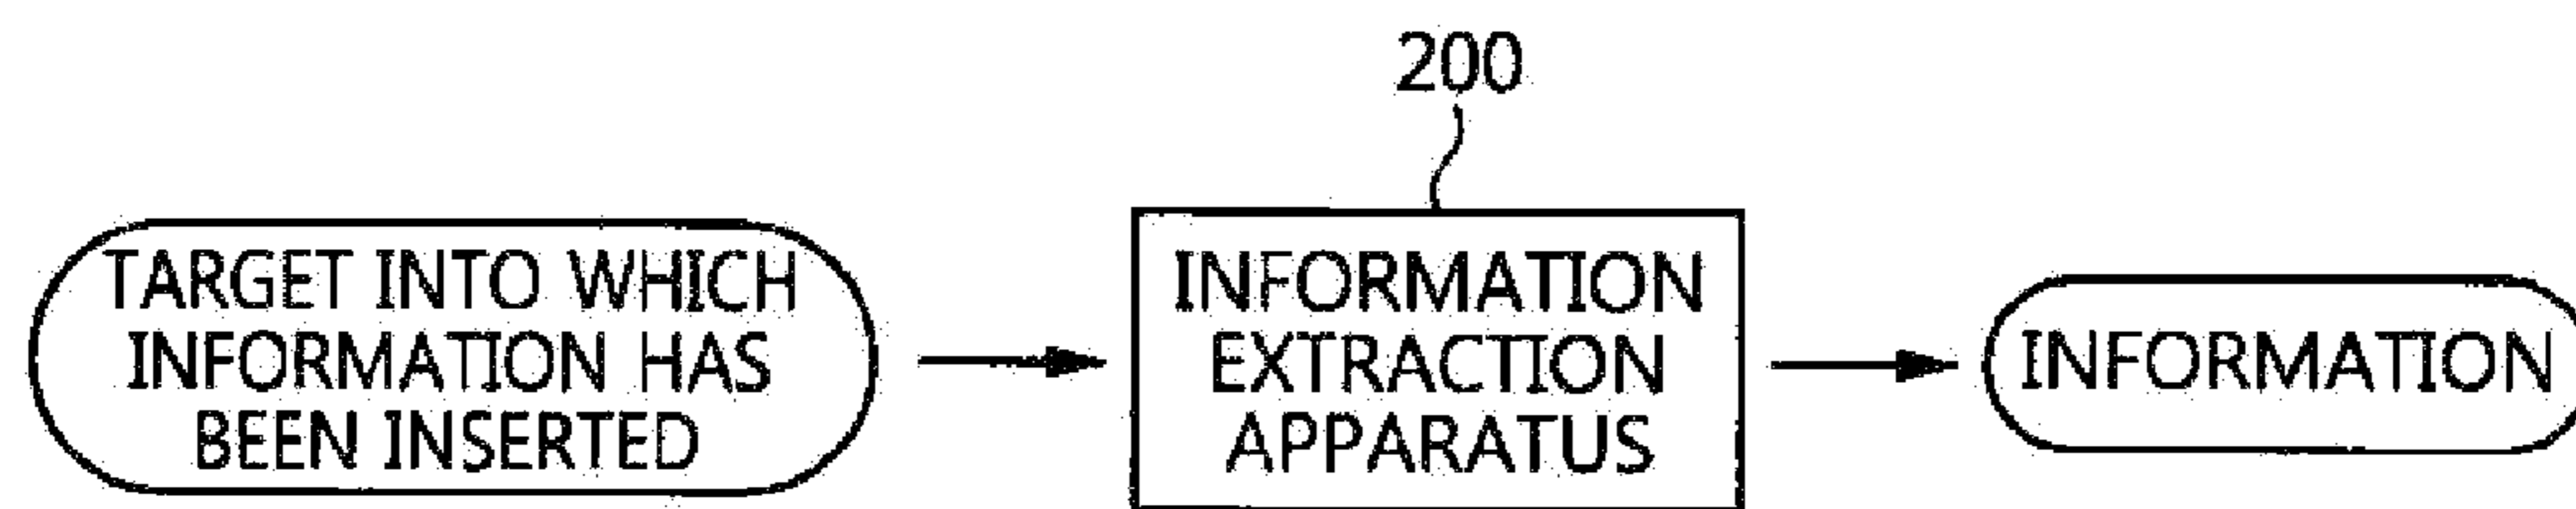 200
TARGET INTO WHICH
INFORMATION HAS
BEEN INSERTED
INFORMATION
EXTRACTION
APPARATUS
INFORMATION